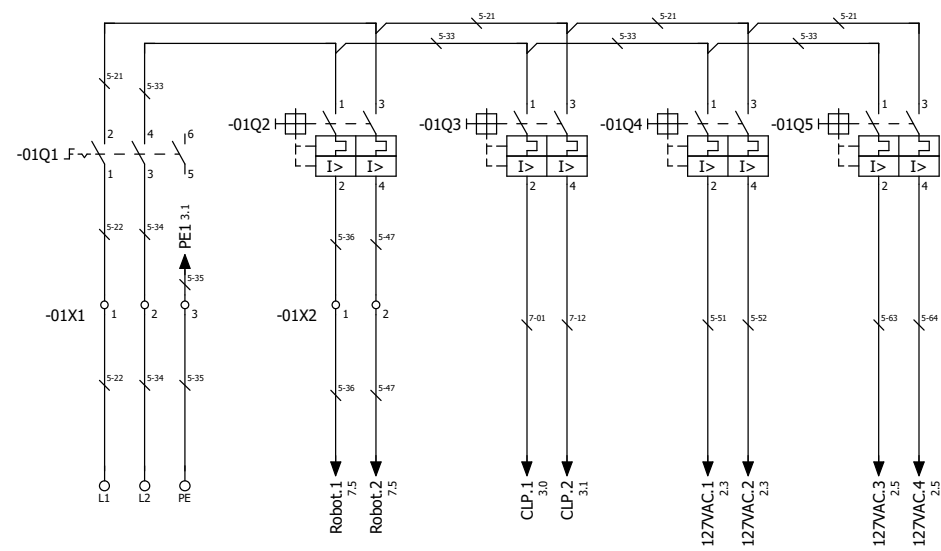 5-21 5-21 5-21
5-33 5-33 5-33
5-21 5-33
1 3 1 3 1 3 1 3
-01Q2 -01Q3 -01Q4 -01Q5
2 4 6
-01Q1
I> I> I> I> I> I> I> I>
1 3 5
2 4 2 4 2 4 2 4
PE1 3.1
5-22 5-34 5-36 5-47
5-35
-01X1 1 2 3 -01X2 1 2
7-01 7-12 5-51 5-52 5-63 5-64
5-22 5-34 5-35 5-36 5-47
L1 L2 PE
Robot.1 7.5
Robot.2 7.5
CLP.1 3.0
CLP.2 3.1
127VAC.1 2.3
127VAC.2 2.3
127VAC.3 2.5
127VAC.4 2.5